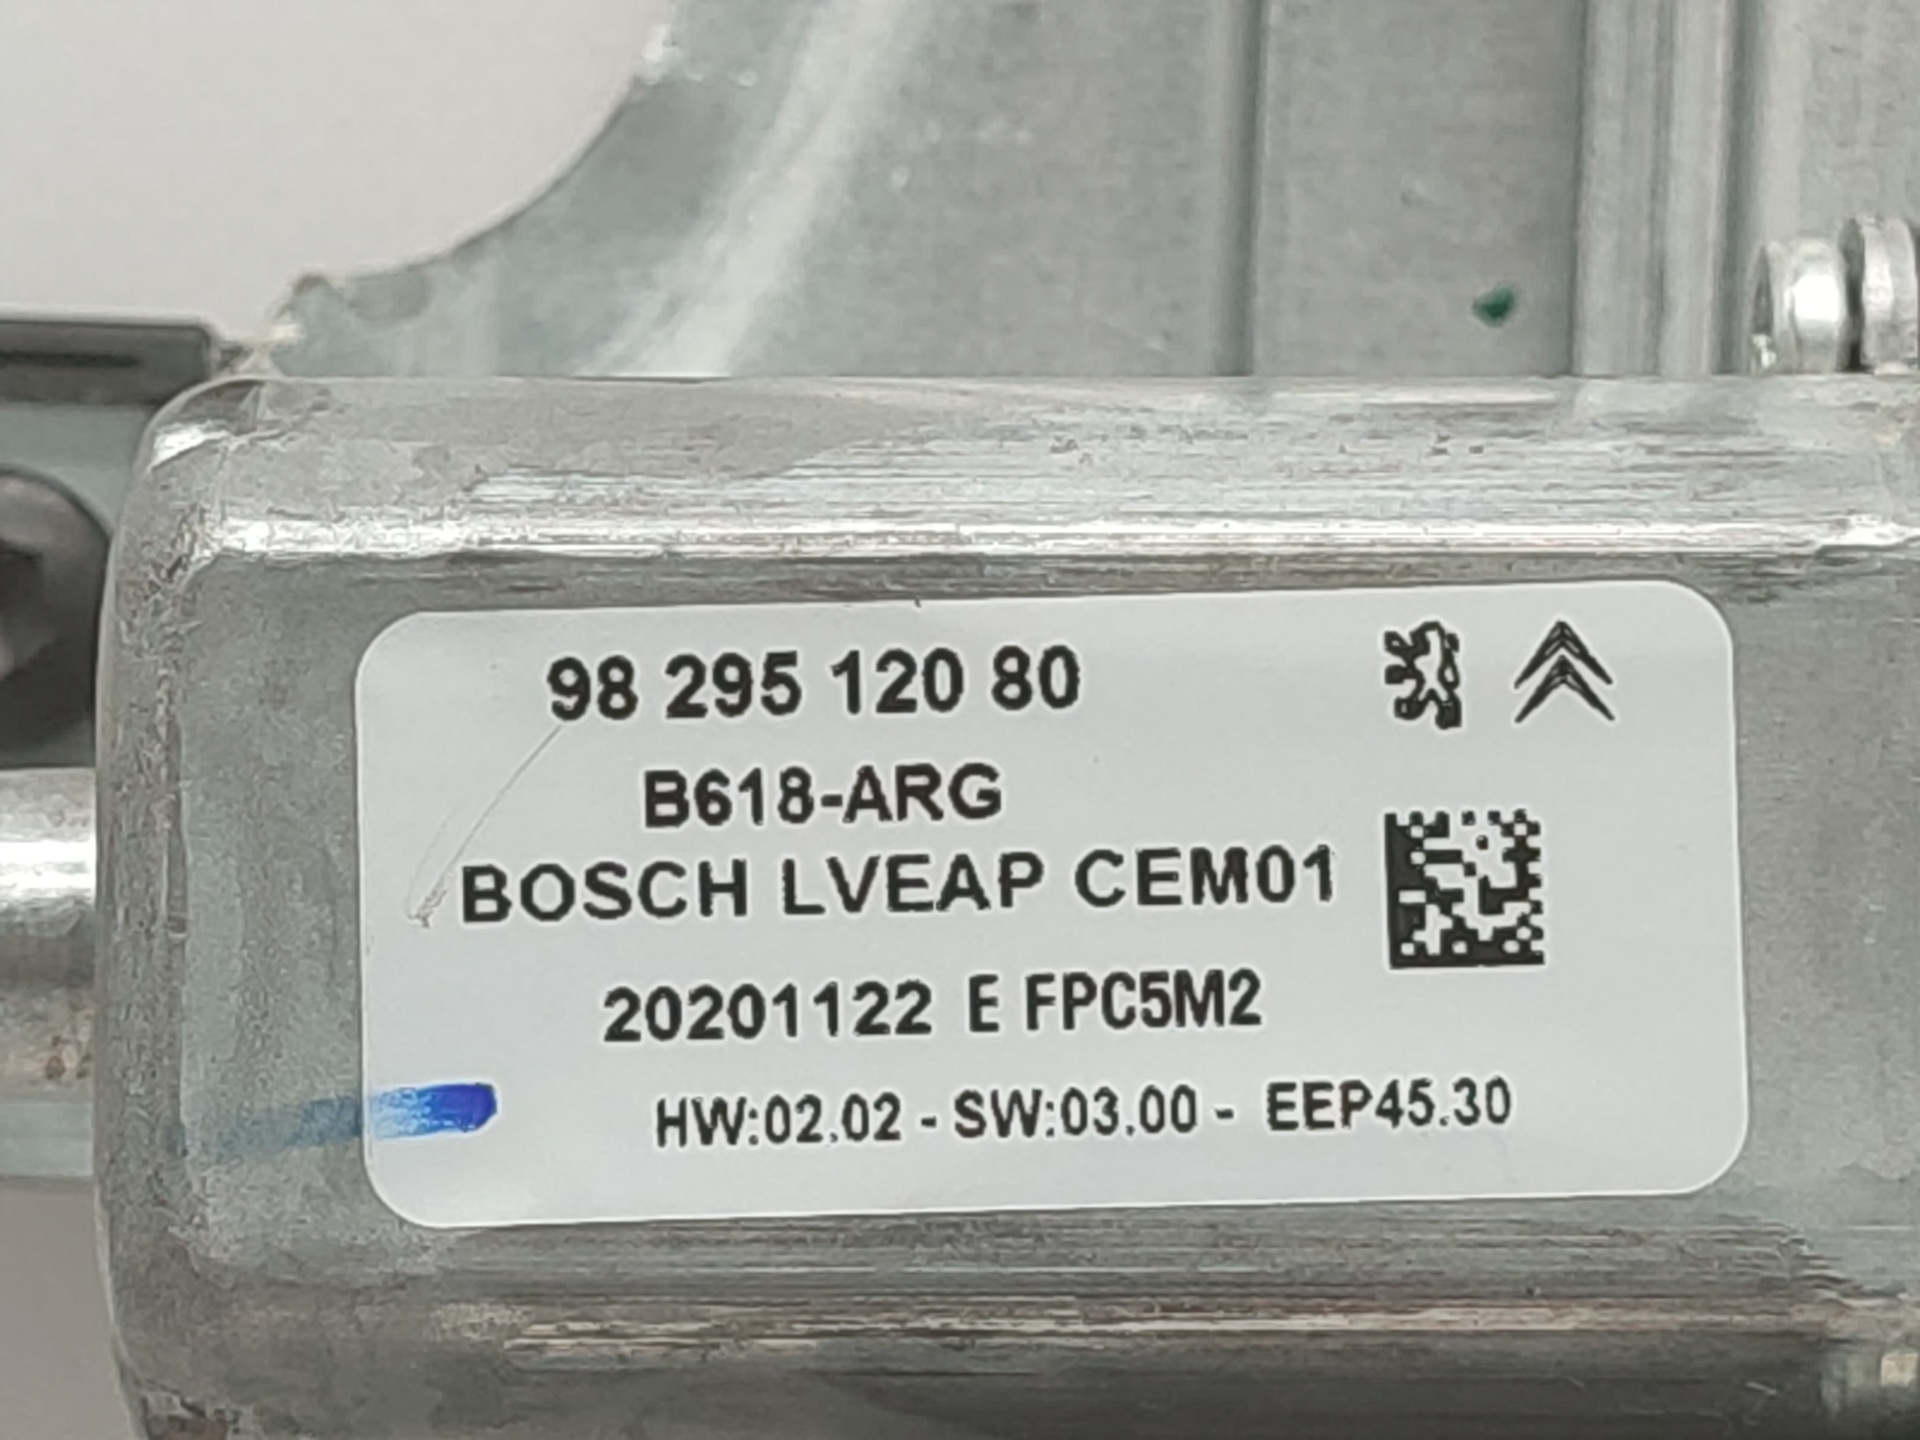 98 295 120 80
B618-ARG
BOSCH LVEAP CEM01
20201122 E FPC5M2
HW:02.02 - SW:03.00 - EEP45.30